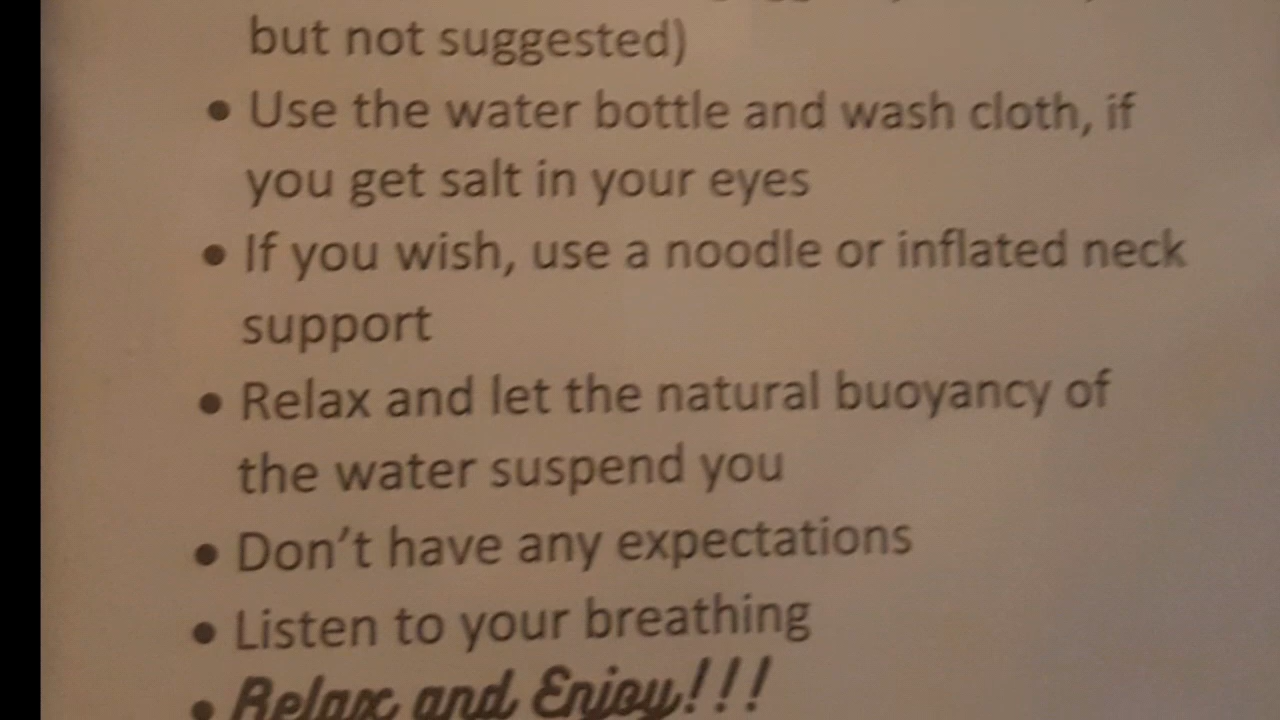 but not suggested)
• Use the water bottle and wash cloth, if
you get salt in your eyes
• If you wish, use a noodle or inflated neck
support
• Relax and let the natural buoyancy of
the water suspend you
• Don't have any expectations
• Listen to your breathing
• Relax and Enjoy!!!